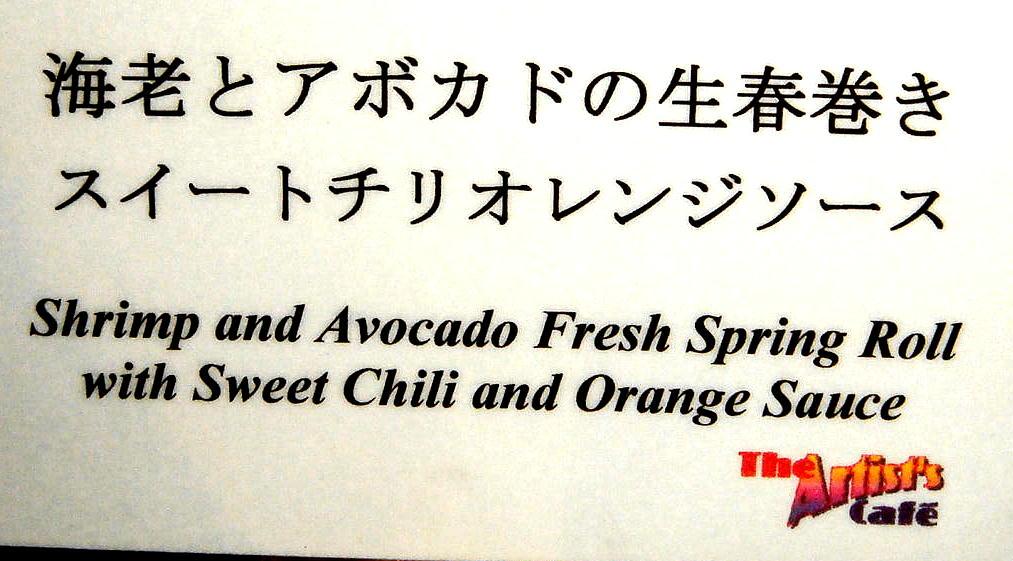 海老とアボカドの生春巻き
スイートチリオレンジソース
Shrimp and Avocado Fresh Spring Roll
with Sweet Chili and Orange Sauce
The Artist's
Café